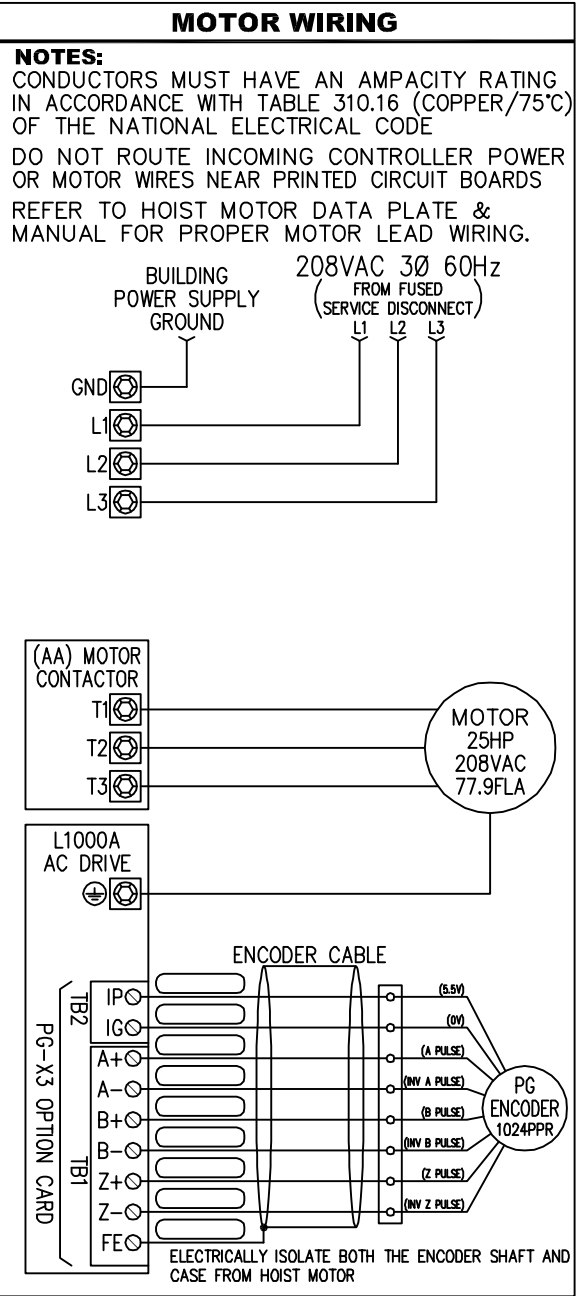 MOTOR WIRING
NOTES:
CONDUCTORS MUST HAVE AN AMPACITY RATING
IN ACCORDANCE WITH TABLE 310.16 (COPPER/75°C)
OF THE NATIONAL ELECTRICAL CODE
DO NOT ROUTE INCOMING CONTROLLER POWER
OR MOTOR WIRES NEAR PRINTED CIRCUIT BOARDS
REFER TO HOIST MOTOR DATA PLATE &
MANUAL FOR PROPER MOTOR LEAD WIRING.
BUILDING
POWER SUPPLY
GROUND
208VAC 3Ø 60Hz
(FROM FUSED
SERVICE DISCONNECT)
L1 L2 L3
GND
L1
L2
L3
(AA) MOTOR
CONTACTOR
T1
T2
T3
MOTOR
25HP
208VAC
77.9FLA
L1000A
AC DRIVE
ENCODER CABLE
PG-X3 OPTION CARD
TB2
IP
IG
TB1
A+
A-
B+
B-
Z+
Z-
FE
(5.5V)
(0V)
(A PULSE)
(INV A PULSE)
(B PULSE)
(INV B PULSE)
(Z PULSE)
(INV Z PULSE)
PG
ENCODER
1024PPR
ELECTRICALLY ISOLATE BOTH THE ENCODER SHAFT AND
CASE FROM HOIST MOTOR